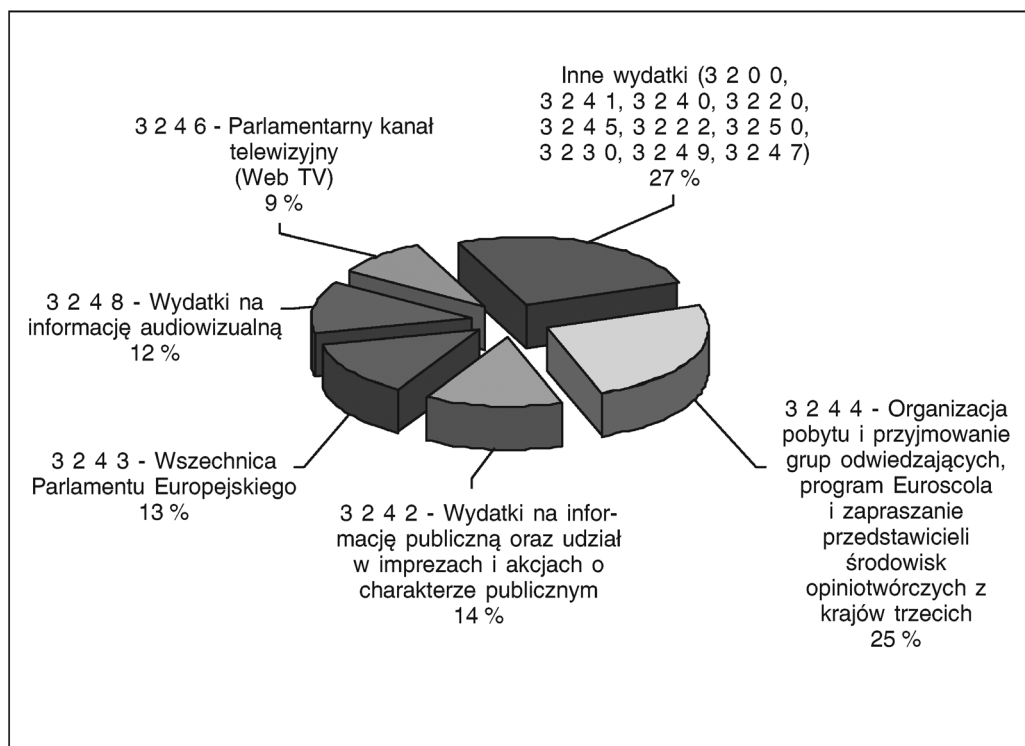 Inne wydatki (3 2 0 0,
3 2 4 1, 3 2 4 0, 3 2 2 0,
3 2 4 5, 3 2 2 2, 3 2 5 0,
3 2 3 0, 3 2 4 9, 3 2 4 7)
27 %
3 2 4 6 - Parlamentarny kanał
telewizyjny
(Web TV)
9 %
3 2 4 8 - Wydatki na
informację audiowizualną
12 %
3 2 4 3 - Wszechnica
Parlamentu Europejskiego
13 %
3 2 4 2 - Wydatki na infor-
mację publiczną oraz udział
w imprezach i akcjach o
charakterze publicznym
14 %
3 2 4 4 - Organizacja
pobytu i przyjmowanie
grup odwiedzających,
program Euroscola
i zapraszanie
przedstawicieli
środowisk
opiniotwórczych z
krajów trzecich
25 %